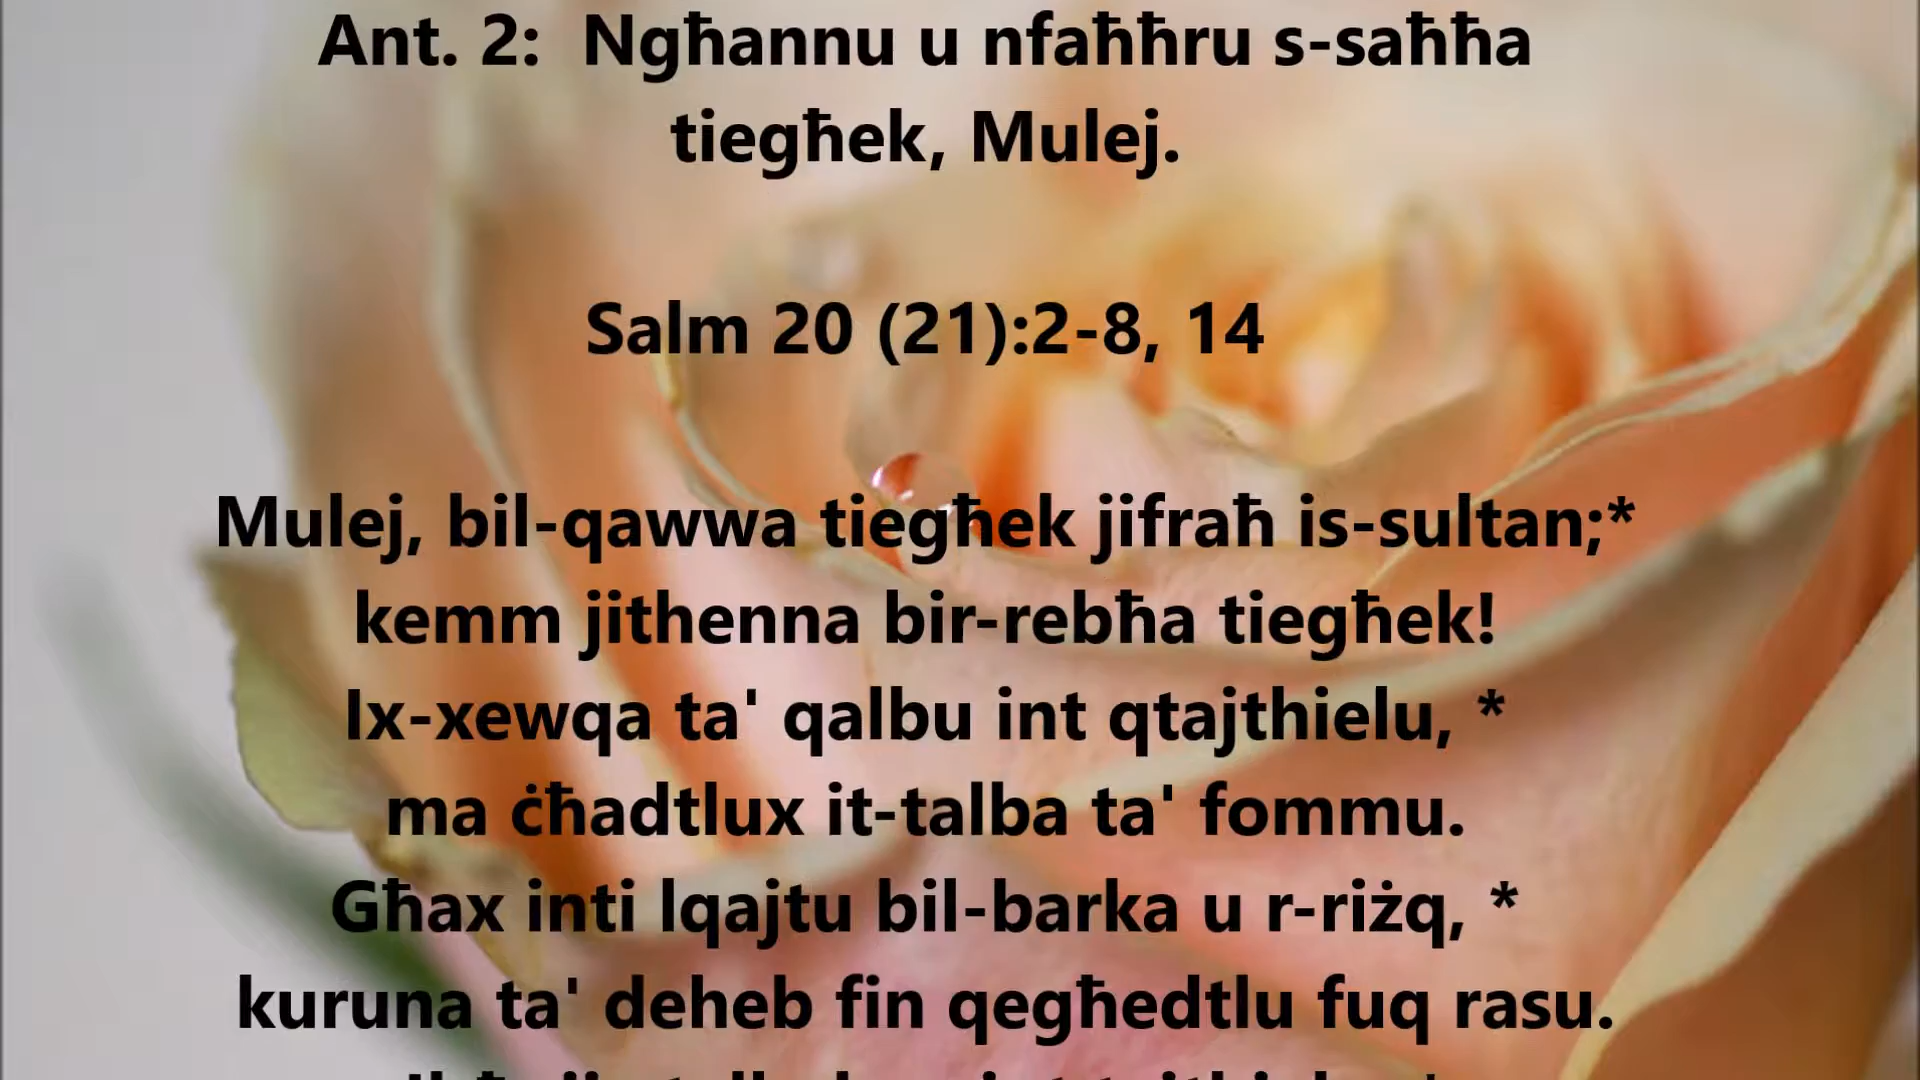 Ant. 2: Ngħannu u nfaħħru s-saħħa
tiegħek, Mulej.
Salm 20 (21):2-8, 14
Mulej, bil-qawwa tiegħek jifraħ is-sultan;*
kemm jithenna bir-rebħa tiegħek!
Ix-xewqa ta' qalbu int qtajthielu, *
ma ċħadtlux it-talba ta' fommu.
Għax inti lqajtu bil-barka u r-riżq, *
kuruna ta' deheb fin qegħedtlu fuq rasu.